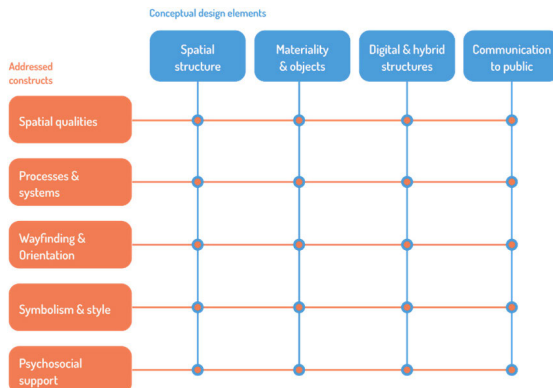 Conceptual design elements
Spatial
structure
Materiality
& objects
Digital & hybrid
structures
Communication
to public
Addressed
constructs
Spatial qualities
Processes &
systems
Wayfinding &
Orientation
Symbolism & style
Psychosocial
support